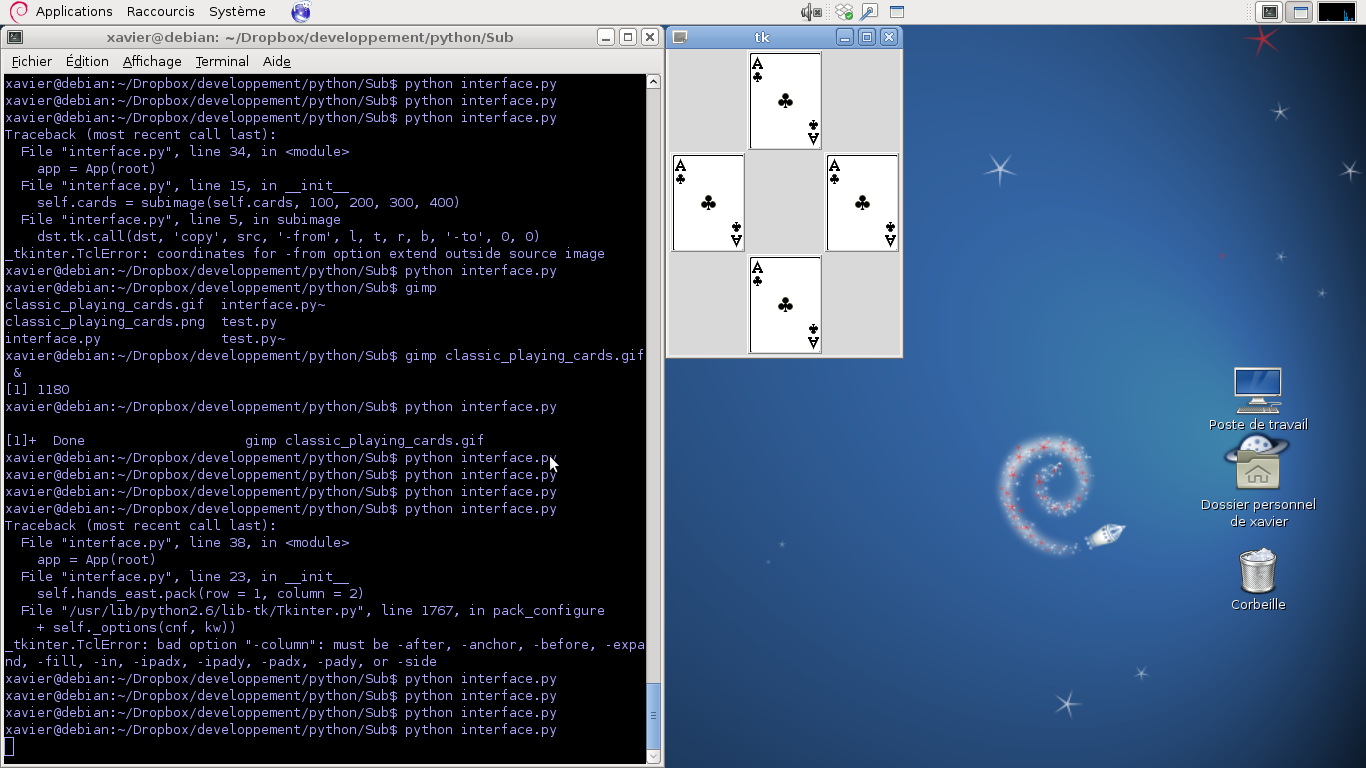 Applications Raccourcis Système
xavier@debian: ~/Dropbox/developpement/python/Sub
Fichier Édition Affichage Terminal Aide
xavier@debian:~/Dropbox/developpement/python/Sub$ python interface.py
xavier@debian:~/Dropbox/developpement/python/Sub$ python interface.py
xavier@debian:~/Dropbox/developpement/python/Sub$ python interface.py
Traceback (most recent call last):
  File "interface.py", line 34, in <module>
    app = App(root)
  File "interface.py", line 15, in __init__
    self.cards = subimage(self.cards, 100, 200, 300, 400)
  File "interface.py", line 5, in subimage
    dst.tk.call(dst, 'copy', src, '-from', l, t, r, b, '-to', 0, 0)
_tkinter.TclError: coordinates for -from option extend outside source image
xavier@debian:~/Dropbox/developpement/python/Sub$ python interface.py
xavier@debian:~/Dropbox/developpement/python/Sub$ gimp
classic_playing_cards.gif  interface.py~
classic_playing_cards.png  test.py
interface.py               test.py~
xavier@debian:~/Dropbox/developpement/python/Sub$ gimp classic_playing_cards.gif
 &
[1] 1180
xavier@debian:~/Dropbox/developpement/python/Sub$ python interface.py
[1]+  Done                    gimp classic_playing_cards.gif
xavier@debian:~/Dropbox/developpement/python/Sub$ python interface.py
xavier@debian:~/Dropbox/developpement/python/Sub$ python interface.py
xavier@debian:~/Dropbox/developpement/python/Sub$ python interface.py
xavier@debian:~/Dropbox/developpement/python/Sub$ python interface.py
Traceback (most recent call last):
  File "interface.py", line 38, in <module>
    app = App(root)
  File "interface.py", line 23, in __init__
    self.hands_east.pack(row = 1, column = 2)
  File "/usr/lib/python2.6/lib-tk/Tkinter.py", line 1767, in pack_configure
    + self._options(cnf, kw))
_tkinter.TclError: bad option "-column": must be -after, -anchor, -before, -expa
nd, -fill, -in, -ipadx, -ipady, -padx, -pady, or -side
xavier@debian:~/Dropbox/developpement/python/Sub$ python interface.py
xavier@debian:~/Dropbox/developpement/python/Sub$ python interface.py
xavier@debian:~/Dropbox/developpement/python/Sub$ python interface.py
xavier@debian:~/Dropbox/developpement/python/Sub$ python interface.py
tk
A
A
A
A
A
A
A
A
Poste de travail
Dossier personnel
de xavier
Corbeille